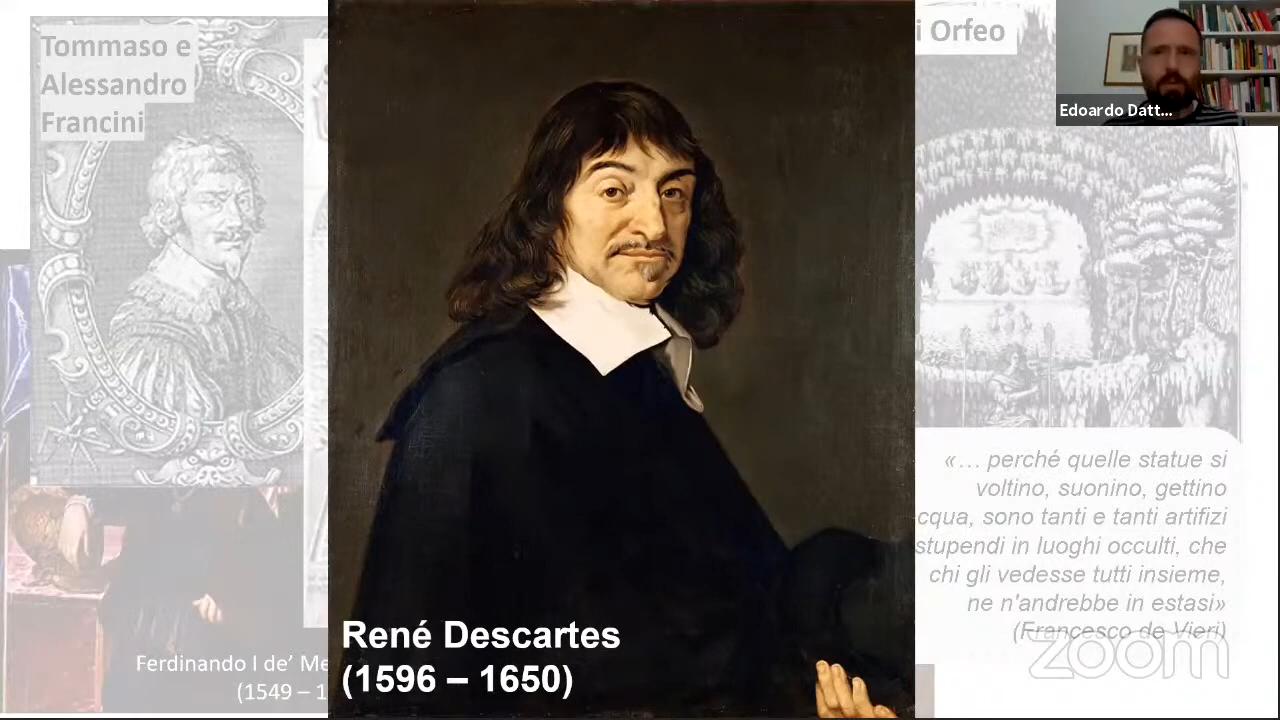 Tommaso e
Alessandro
Francini
i Orfeo
Edoardo Datt...
«... perché quelle statue si
voltino, suonino, gettino
cqua, sono tanti e tanti artifizi
stupendi in luoghi occulti, che
chi gli vedesse tutti insieme,
ne n'andrebbe in estasi»
(Francesco de Vieri)
René Descartes
(1596 – 1650)
Ferdinando I de’ Me
(1549 – 1
zoom